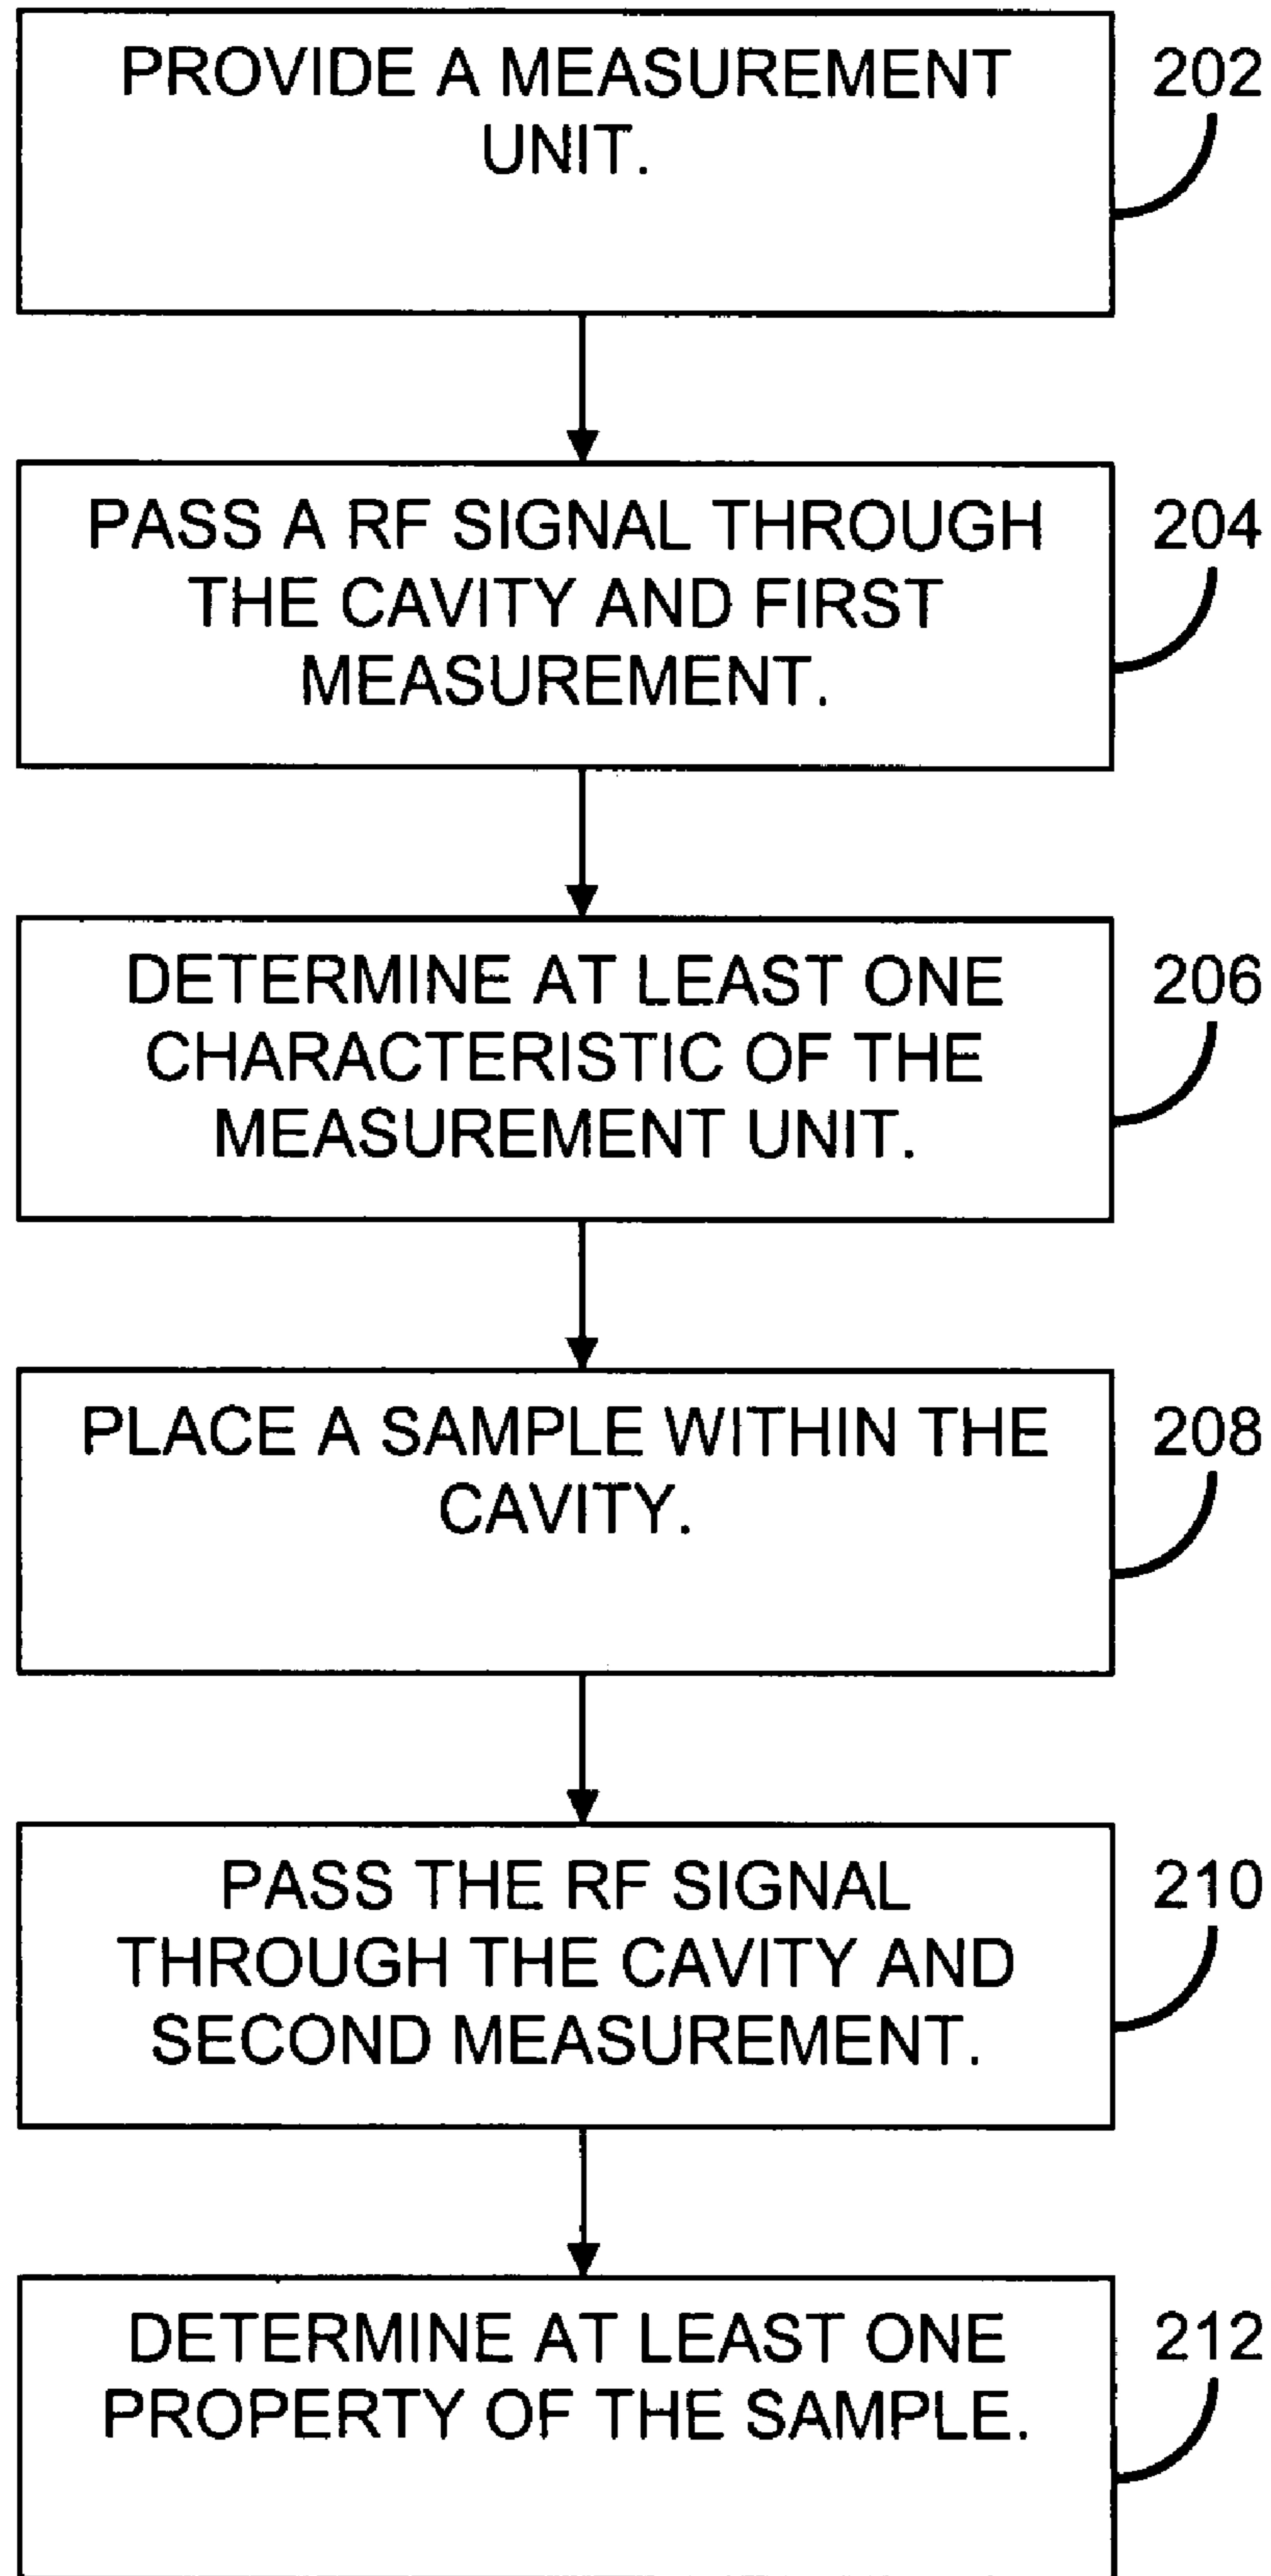 PROVIDE A MEASUREMENT
UNIT.
202
PASS A RF SIGNAL THROUGH
THE CAVITY AND FIRST
MEASUREMENT.
204
DETERMINE AT LEAST ONE
CHARACTERISTIC OF THE
MEASUREMENT UNIT.
206
PLACE A SAMPLE WITHIN THE
CAVITY.
208
PASS THE RF SIGNAL
THROUGH THE CAVITY AND
SECOND MEASUREMENT.
210
DETERMINE AT LEAST ONE
PROPERTY OF THE SAMPLE.
212